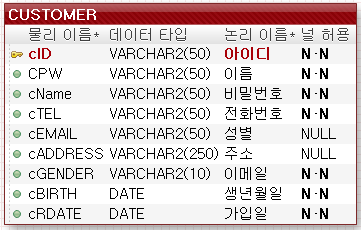 CUSTOMER
물리 이름* 데이터 타입 논리 이름* 널 허용
cID VARCHAR2(50) 아이디 N·N
CPW VARCHAR2(50) 이름 N·N
cName VARCHAR2(50) 비밀번호 N·N
cTEL VARCHAR2(50) 전화번호 N·N
cEMAIL VARCHAR2(50) 성별 NULL
cADDRESS VARCHAR2(250) 주소 NULL
cGENDER VARCHAR2(10) 이메일 N·N
cBIRTH DATE 생년월일 N·N
cRDATE DATE 가입일 N·N